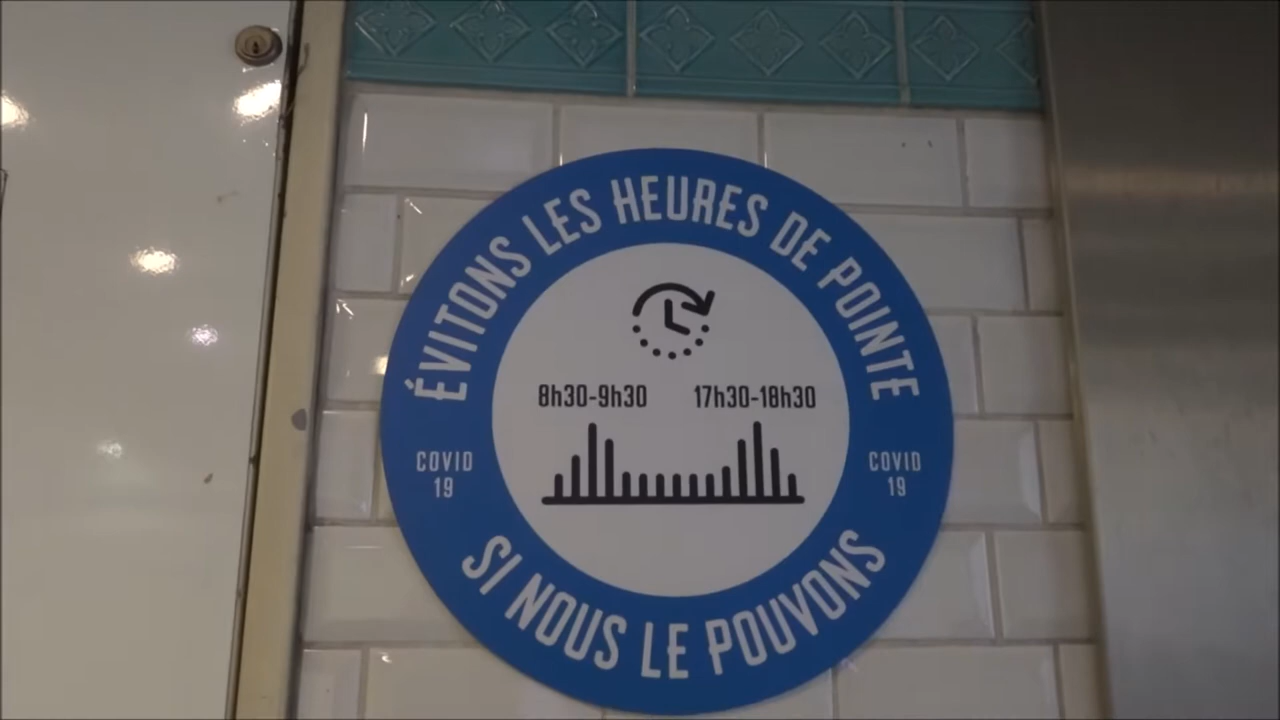 ÉVITONS LES HEURES DE POINTE
8h30-9h30 17h30-18h30
COVID
19
COVID
19
SI NOUS LE POUVONS